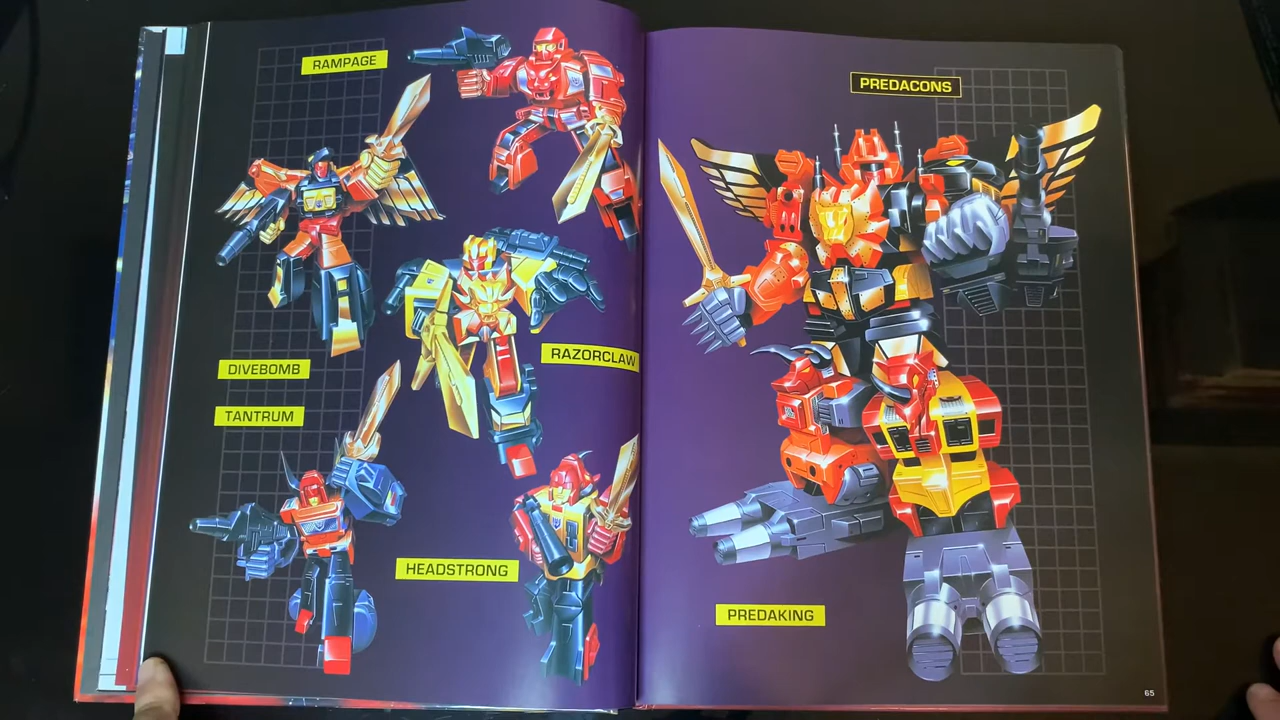 RAMPAGE
DIVEBOMB
TANTRUM
RAZORCLAW
HEADSTRONG
PREDACONS
PREDAKING
65